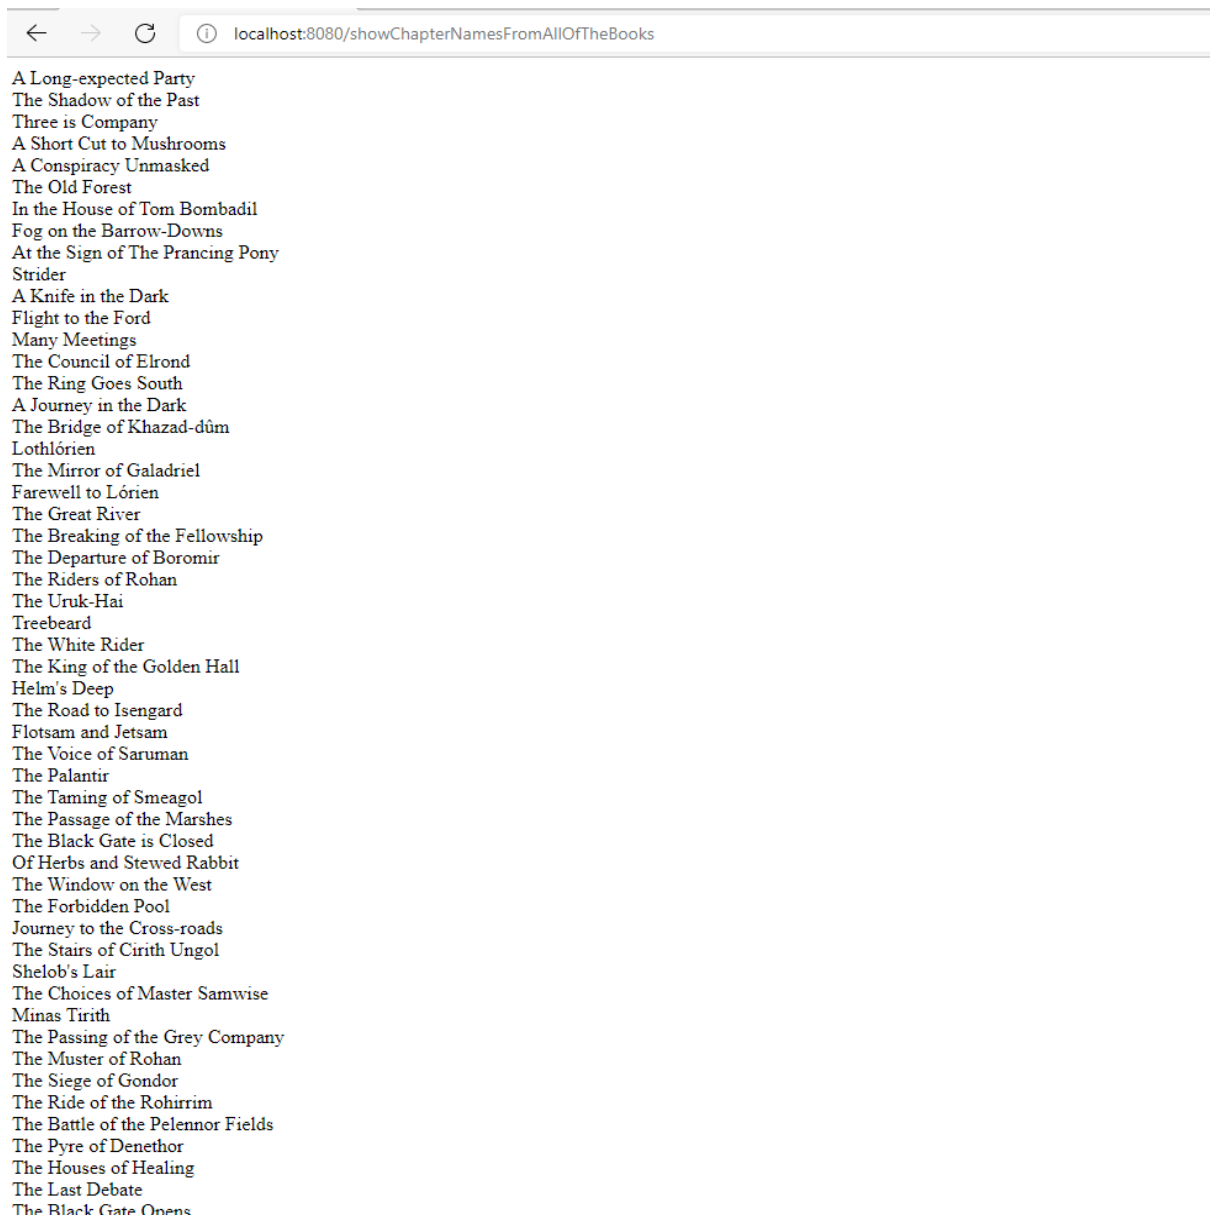 localhost:8080/showChapterNamesFromAllOfTheBooks
A Long-expected Party
The Shadow of the Past
Three is Company
A Short Cut to Mushrooms
A Conspiracy Unmasked
The Old Forest
In the House of Tom Bombadil
Fog on the Barrow-Downs
At the Sign of The Prancing Pony
Strider
A Knife in the Dark
Flight to the Ford
Many Meetings
The Council of Elrond
The Ring Goes South
A Journey in the Dark
The Bridge of Khazad-dûm
Lothlórien
The Mirror of Galadriel
Farewell to Lórien
The Great River
The Breaking of the Fellowship
The Departure of Boromir
The Riders of Rohan
The Uruk-Hai
Treebeard
The White Rider
The King of the Golden Hall
Helm's Deep
The Road to Isengard
Flotsam and Jetsam
The Voice of Saruman
The Palantir
The Taming of Smeagol
The Passage of the Marshes
The Black Gate is Closed
Of Herbs and Stewed Rabbit
The Window on the West
The Forbidden Pool
Journey to the Cross-roads
The Stairs of Cirith Ungol
Shelob's Lair
The Choices of Master Samwise
Minas Tirith
The Passing of the Grey Company
The Muster of Rohan
The Siege of Gondor
The Ride of the Rohirrim
The Battle of the Pelennor Fields
The Pyre of Denethor
The Houses of Healing
The Last Debate
The Black Gate Opens